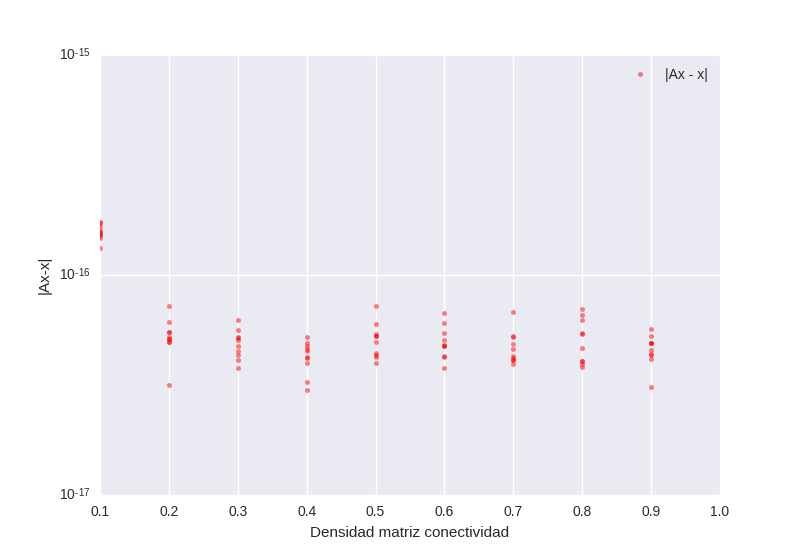 10⁻¹⁵
|Ax - x|
10⁻¹⁶
|Ax-x|
10⁻¹⁷
0.1 0.2 0.3 0.4 0.5 0.6 0.7 0.8 0.9 1.0
Densidad matriz conectividad